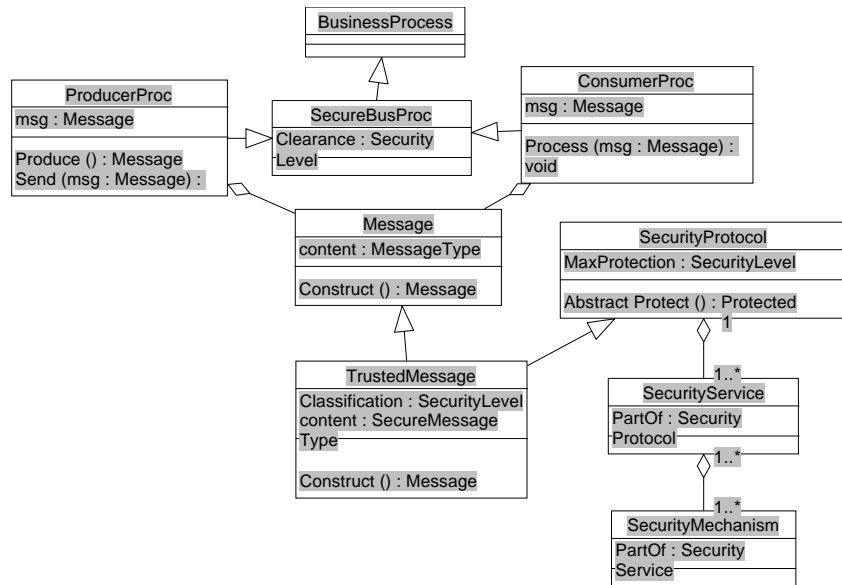 BusinessProcess
ProducerProc
msg : Message
Produce () : Message
Send (msg : Message) :
SecureBusProc
Clearance : Security
Level
ConsumerProc
msg : Message
Process (msg : Message) :
void
Message
content : MessageType
Construct () : Message
SecurityProtocol
MaxProtection : SecurityLevel
Abstract Protect () : Protected
1
TrustedMessage
Classification : SecurityLevel
content : SecureMessage
Type
Construct () : Message
1..*
SecurityService
PartOf : Security
Protocol
1..*
1..*
SecurityMechanism
PartOf : Security
Service